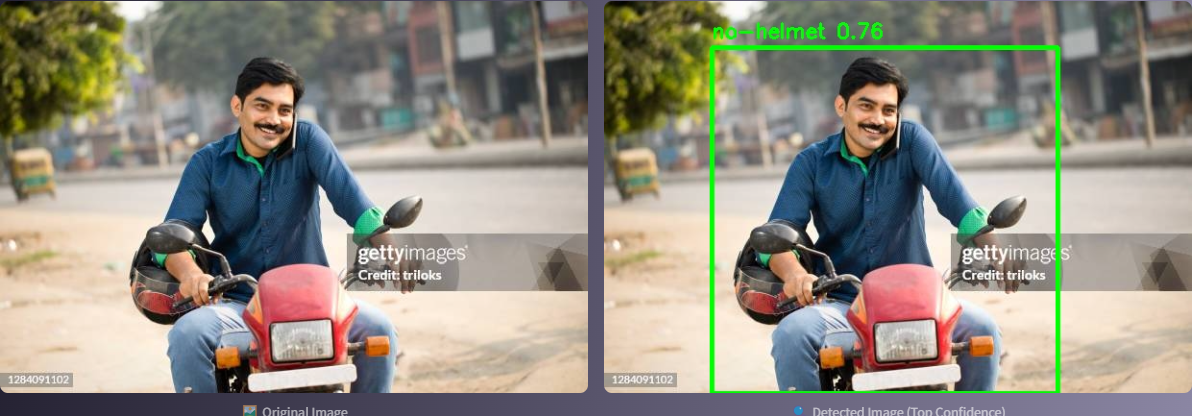 no-helmet 0.76
gettyimages®
Credit: triloks
gettyimages®
Credit: triloks
1284091102
1284091102
Original Image
Detected Image (Top Confidence)